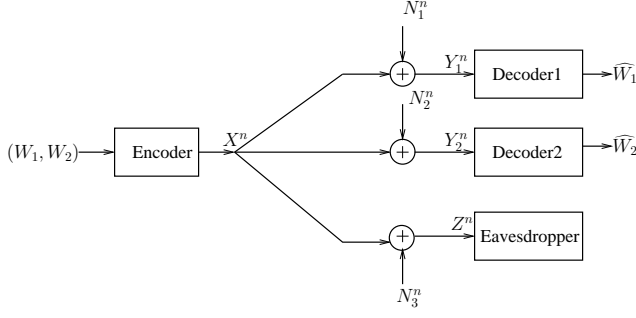 N_1^n
Y_1^n
Decoder1
\widehat{W_1}
N_2^n
(W_1, W_2)
Encoder
X^n
Y_2^n
Decoder2
\widehat{W_2}
Z^n
Eavesdropper
N_3^n